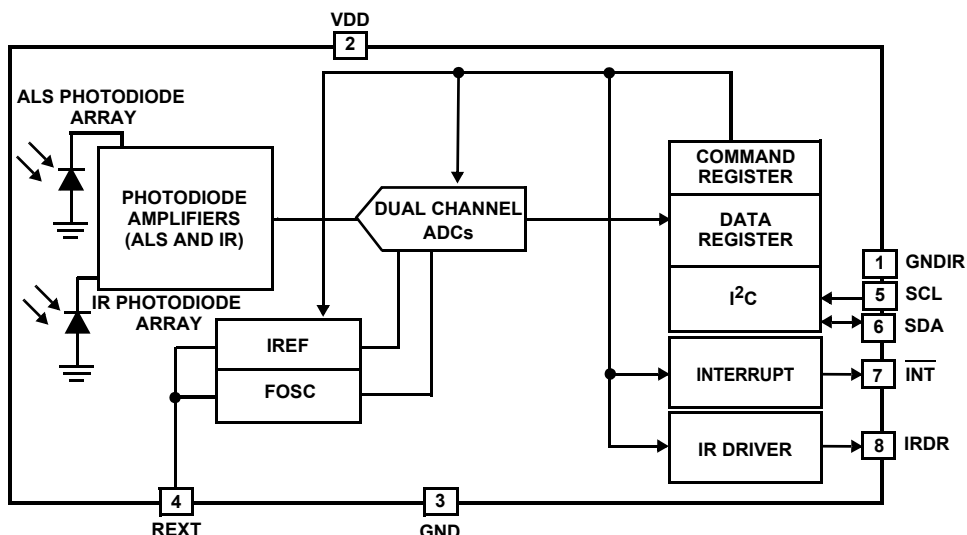 VDD
2
ALS PHOTODIODE
ARRAY
PHOTODIODE
AMPLIFIERS
(ALS AND IR)
IR PHOTODIODE
ARRAY
DUAL CHANNEL
ADCs
IREF
FOSC
COMMAND
REGISTER
DATA
REGISTER
I²C
INTERRUPT
IR DRIVER
1 GNDIR
5 SCL
6 SDA
7 I̅N̅T̅
8 IRDR
4
REXT
3
GND